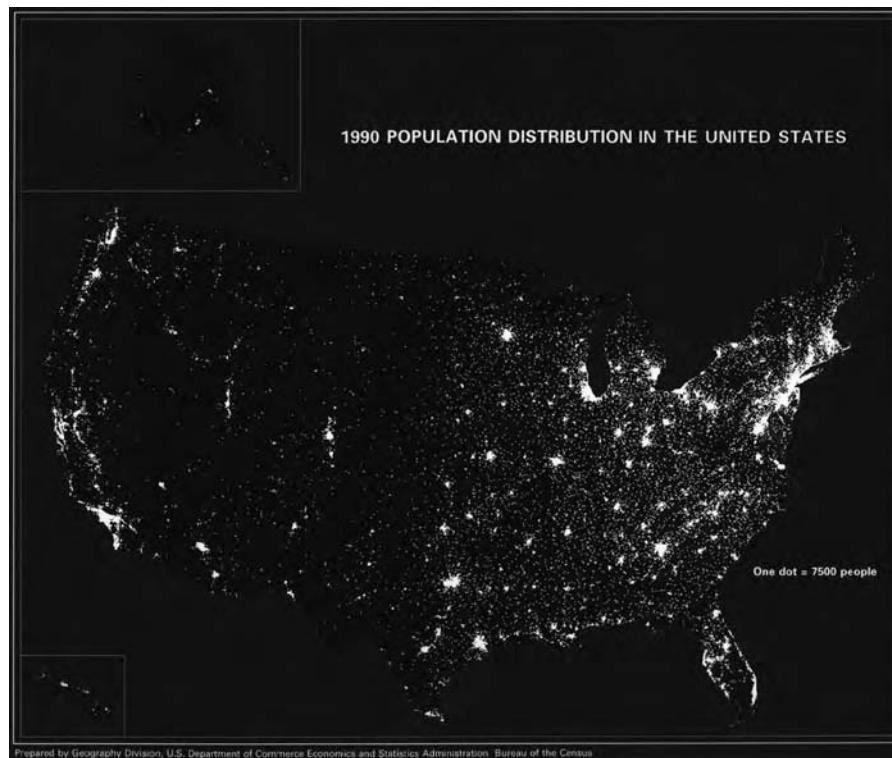 1990 POPULATION DISTRIBUTION IN THE UNITED STATES
One dot = 7500 people
Prepared by Geography Division, U.S. Department of Commerce Economics and Statistics Administration Bureau of the Census